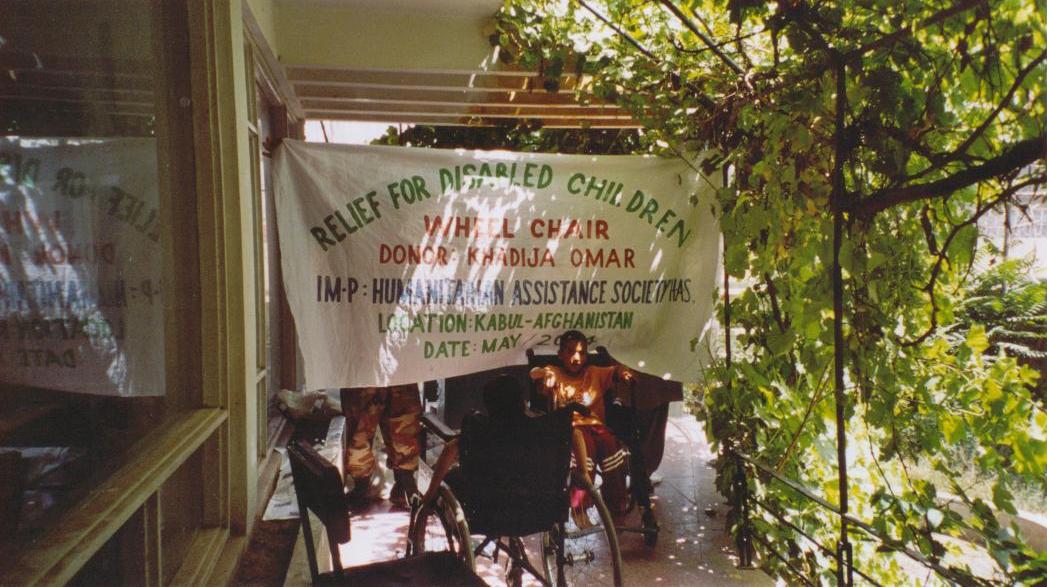 RELIEF FOR DISABLED CHILDREN
WHEEL CHAIR
DONOR: KHADIJA OMAR
IM-P: HUMANITARIAN ASSISTANCE SOCIETY HAS.
LOCATION: KABUL-AFGHANISTAN
DATE: MAY / 2004